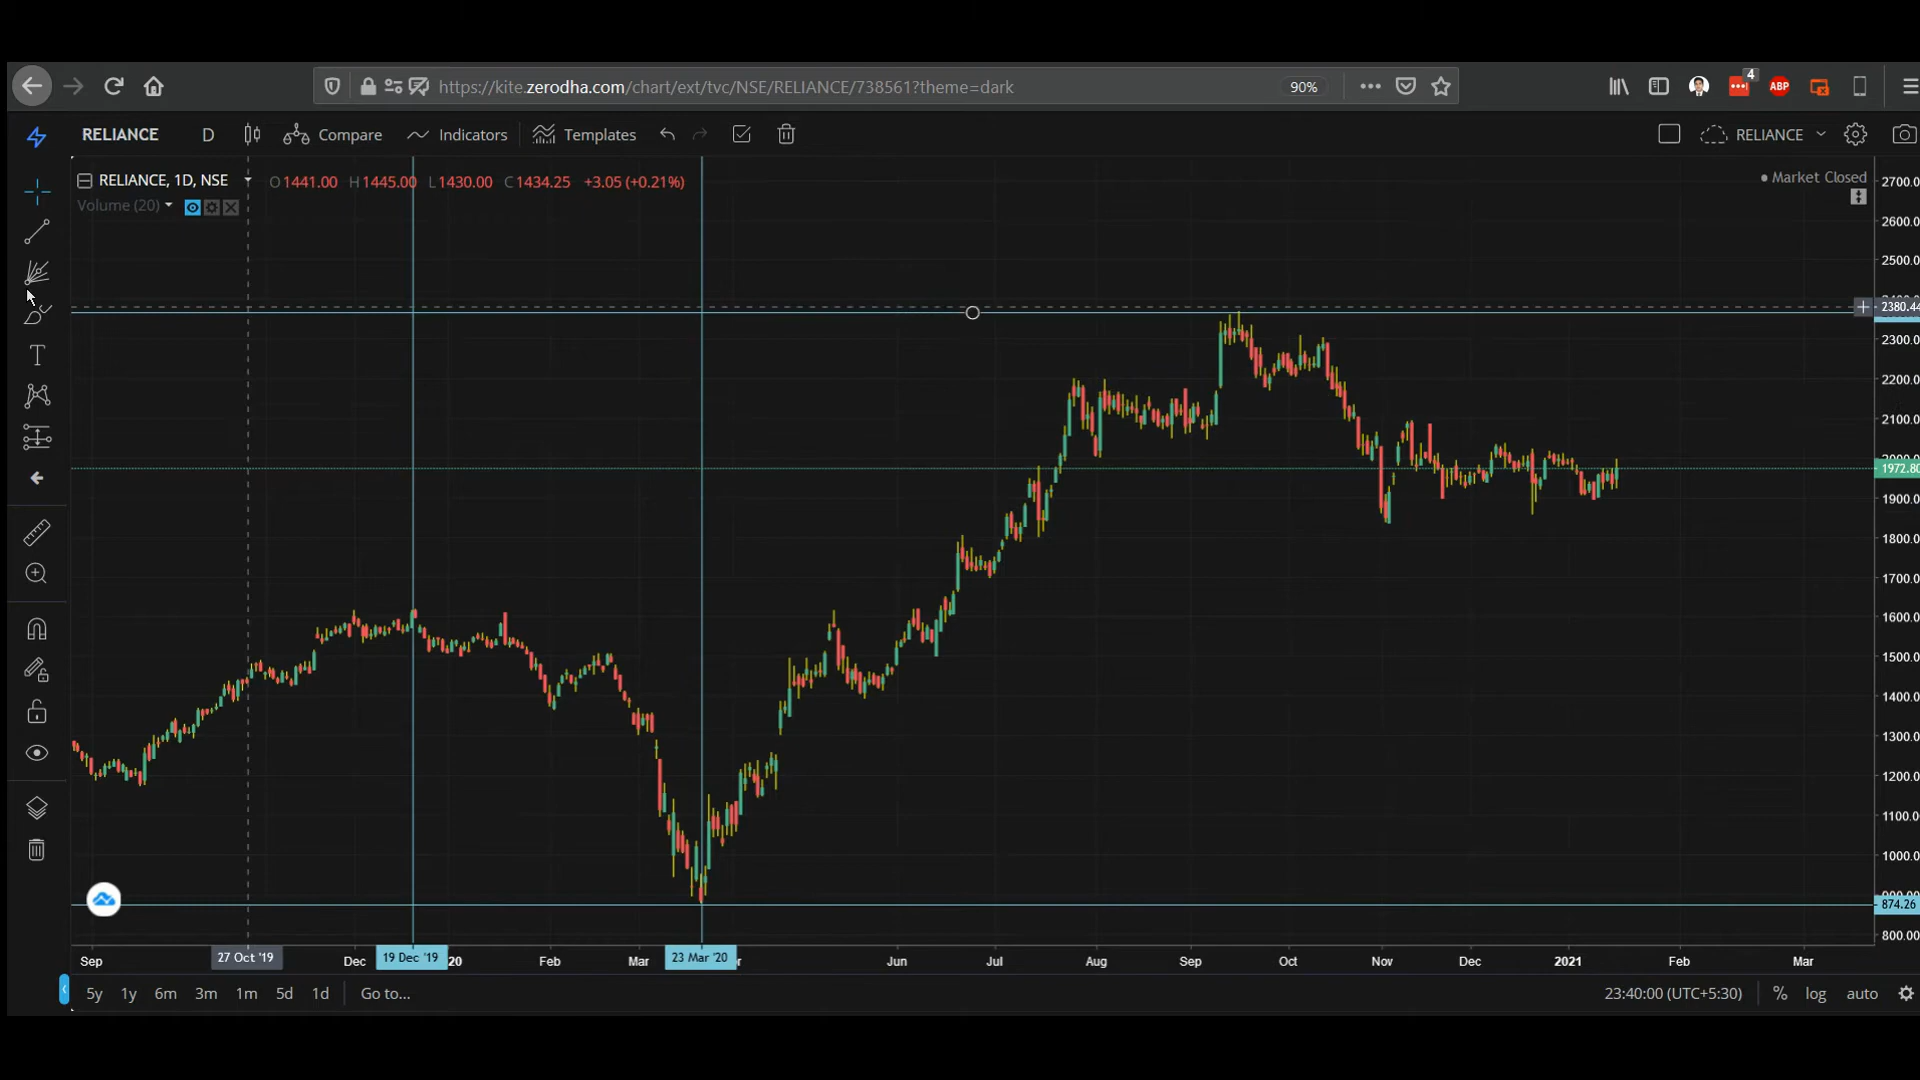 https://kite.zerodha.com/chart/ext/tvc/NSE/RELIANCE/738561?theme=dark 90% 4 ABP
RELIANCE D Compare Indicators Templates RELIANCE
RELIANCE, 1D, NSE O1441.00 H1445.00 L1430.00 C1434.25 +3.05 (+0.21%) Market Closed
Volume (20)
T
2700.0
2600.0
2500.0
2380.44
2300.0
2200.0
2100.0
1972.80
1900.0
1800.0
1700.0
1600.0
1500.0
1400.0
1300.0
1200.0
1100.0
1000.0
874.26
800.00
Sep 27 Oct '19 Dec 19 Dec '19 20 Feb Mar 23 Mar '20 Jun Jul Aug Sep Oct Nov Dec 2021 Feb Mar
5y 1y 6m 3m 1m 5d 1d Go to... 23:40:00 (UTC+5:30) % log auto